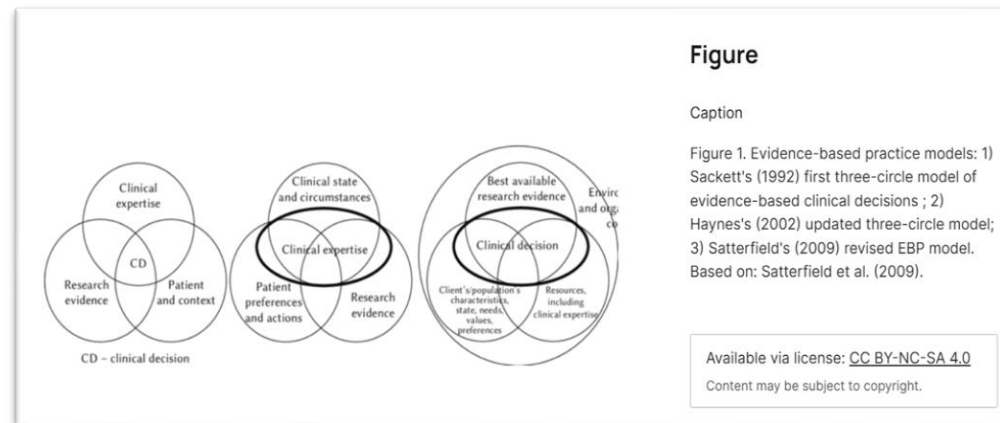 Clinical
expertise
CD
Research
evidence
Patient
and context
CD – clinical decision
Clinical state
and circumstances
Clinical expertise
Patient
preferences
and actions
Research
evidence
Best available
research evidence
and
Clinical decision
Client's/population's
characteristics,
state, needs,
values,
preferences
Resources,
including
clinical expertise
Figure
Caption
Figure 1. Evidence-based practice models: 1)
Sackett's (1992) first three-circle model of
evidence-based clinical decisions ; 2)
Haynes's (2002) updated three-circle model;
3) Satterfield's (2009) revised EBP model.
Based on: Satterfield et al. (2009).
Available via license: CC BY-NC-SA 4.0
Content may be subject to copyright.